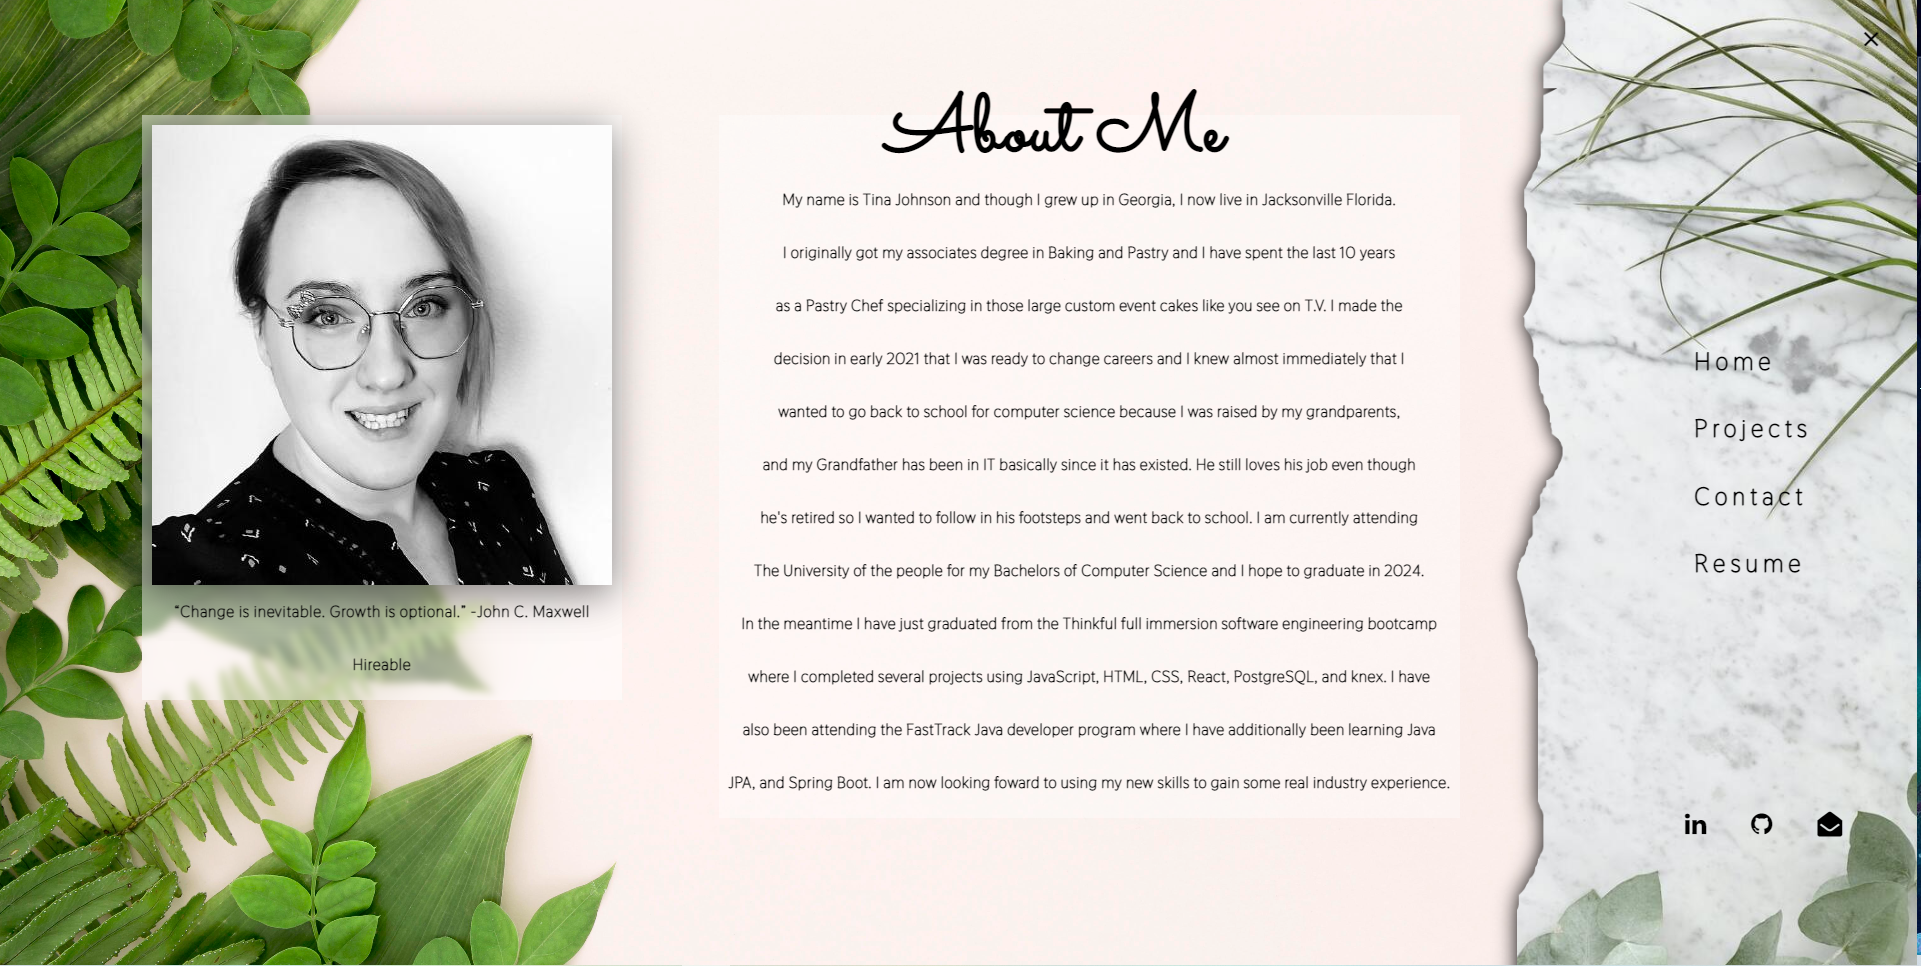 About Me
My name is Tina Johnson and though I grew up in Georgia, I now live in Jacksonville Florida.
I originally got my associates degree in Baking and Pastry and I have spent the last 10 years
as a Pastry Chef specializing in those large custom event cakes like you see on T.V. I made the
decision in early 2021 that I was ready to change careers and I knew almost immediately that I
wanted to go back to school for computer science because I was raised by my grandparents,
and my Grandfather has been in IT basically since it has existed. He still loves his job even though
he's retired so I wanted to follow in his footsteps and went back to school. I am currently attending
The University of the people for my Bachelors of Computer Science and I hope to graduate in 2024.
In the meantime I have just graduated from the Thinkful full immersion software engineering bootcamp
where I completed several projects using JavaScript, HTML, CSS, React, PostgreSQL, and knex. I have
also been attending the FastTrack Java developer program where I have additionally been learning Java
JPA, and Spring Boot. I am now looking foward to using my new skills to gain some real industry experience.
“Change is inevitable. Growth is optional.” -John C. Maxwell
Hireable
Home
Projects
Contact
Resume
in